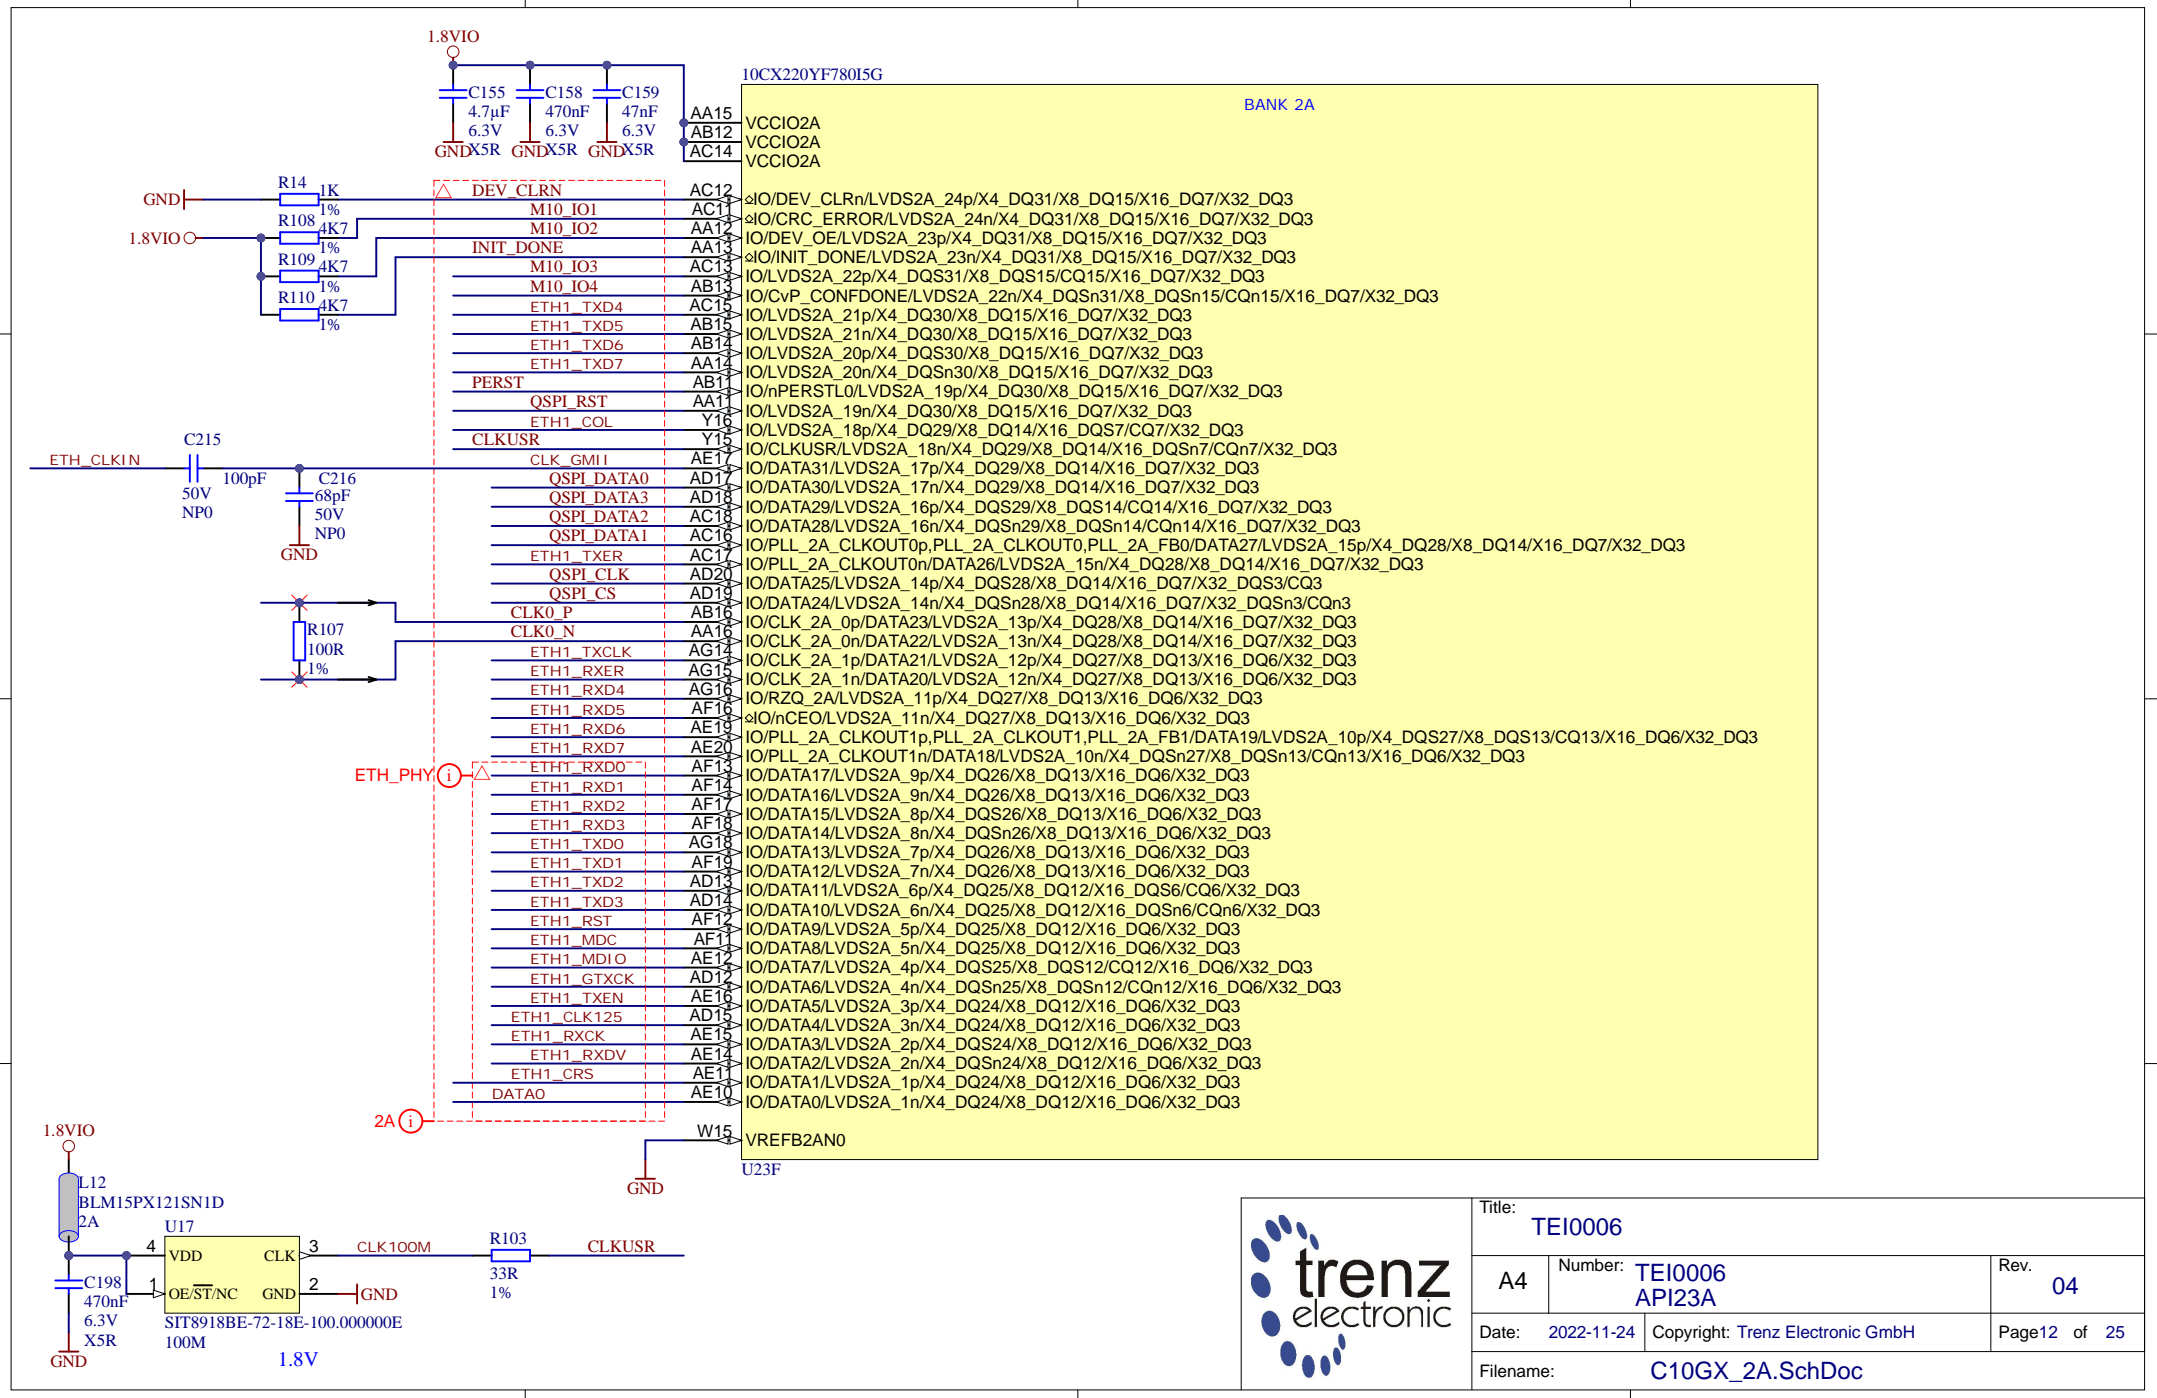 1.8VIO
C155
4.7µF
6.3V
X5R
GND
C158
470nF
6.3V
X5R
GND
C159
47nF
6.3V
X5R
GND
10CX220YF780I5G
BANK 2A
AA15 VCCIO2A
AB12 VCCIO2A
AC14 VCCIO2A
GND R14 1K 1%
1.8VIO R108 4K7 1%
R109 4K7 1%
R110 4K7 1%
DEV_CLRN AC12 IO/DEV_CLRn/LVDS2A_24p/X4_DQ31/X8_DQ15/X16_DQ7/X32_DQ3
M10_IO1 AC11 IO/CRC_ERROR/LVDS2A_24n/X4_DQ31/X8_DQ15/X16_DQ7/X32_DQ3
M10_IO2 AA12 IO/DEV_OE/LVDS2A_23p/X4_DQ31/X8_DQ15/X16_DQ7/X32_DQ3
INIT_DONE AA13 IO/INIT_DONE/LVDS2A_23n/X4_DQ31/X8_DQ15/X16_DQ7/X32_DQ3
M10_IO3 AC13 IO/LVDS2A_22p/X4_DQS31/X8_DQS15/CQ15/X16_DQ7/X32_DQ3
M10_IO4 AB13 IO/CvP_CONFDONE/LVDS2A_22n/X4_DQSn31/X8_DQSn15/CQn15/X16_DQ7/X32_DQ3
ETH1_TXD4 AC15 IO/LVDS2A_21p/X4_DQ30/X8_DQ15/X16_DQ7/X32_DQ3
ETH1_TXD5 AB15 IO/LVDS2A_21n/X4_DQ30/X8_DQ15/X16_DQ7/X32_DQ3
ETH1_TXD6 AB14 IO/LVDS2A_20p/X4_DQS30/X8_DQ15/X16_DQ7/X32_DQ3
ETH1_TXD7 AA14 IO/LVDS2A_20n/X4_DQSn30/X8_DQ15/X16_DQ7/X32_DQ3
PERST AB11 IO/nPERSTL0/LVDS2A_19p/X4_DQ30/X8_DQ15/X16_DQ7/X32_DQ3
QSPI_RST AA11 IO/LVDS2A_19n/X4_DQ30/X8_DQ15/X16_DQ7/X32_DQ3
ETH1_COL Y16 IO/LVDS2A_18p/X4_DQ29/X8_DQ14/X16_DQS7/CQ7/X32_DQ3
CLKUSR Y15 IO/CLKUSR/LVDS2A_18n/X4_DQ29/X8_DQ14/X16_DQSn7/CQn7/X32_DQ3
CLK_GMII AE17 IO/DATA31/LVDS2A_17p/X4_DQ29/X8_DQ14/X16_DQ7/X32_DQ3
QSPI_DATA0 AD17 IO/DATA30/LVDS2A_17n/X4_DQ29/X8_DQ14/X16_DQ7/X32_DQ3
QSPI_DATA3 AD18 IO/DATA29/LVDS2A_16p/X4_DQS29/X8_DQS14/CQ14/X16_DQ7/X32_DQ3
QSPI_DATA2 AC18 IO/DATA28/LVDS2A_16n/X4_DQSn29/X8_DQSn14/CQn14/X16_DQ7/X32_DQ3
QSPI_DATA1 AC16 IO/PLL_2A_CLKOUT0p,PLL_2A_CLKOUT0,PLL_2A_FB0/DATA27/LVDS2A_15p/X4_DQ28/X8_DQ14/X16_DQ7/X32_DQ3
ETH1_TXER AC17 IO/PLL_2A_CLKOUT0n/DATA26/LVDS2A_15n/X4_DQ28/X8_DQ14/X16_DQ7/X32_DQ3
QSPI_CLK AD20 IO/DATA25/LVDS2A_14p/X4_DQS28/X8_DQ14/X16_DQ7/X32_DQS3/CQ3
QSPI_CS AD19 IO/DATA24/LVDS2A_14n/X4_DQSn28/X8_DQ14/X16_DQ7/X32_DQSn3/CQn3
CLK0_P AB16 IO/CLK_2A_0p/DATA23/LVDS2A_13p/X4_DQ28/X8_DQ14/X16_DQ7/X32_DQ3
CLK0_N AA16 IO/CLK_2A_0n/DATA22/LVDS2A_13n/X4_DQ28/X8_DQ14/X16_DQ7/X32_DQ3
ETH1_TXCLK AG14 IO/CLK_2A_1p/DATA21/LVDS2A_12p/X4_DQ27/X8_DQ13/X16_DQ6/X32_DQ3
ETH1_RXER AG15 IO/CLK_2A_1n/DATA20/LVDS2A_12n/X4_DQ27/X8_DQ13/X16_DQ6/X32_DQ3
ETH1_RXD4 AG16 IO/RZQ_2A/LVDS2A_11p/X4_DQ27/X8_DQ13/X16_DQ6/X32_DQ3
ETH1_RXD5 AF16 IO/nCEO/LVDS2A_11n/X4_DQ27/X8_DQ13/X16_DQ6/X32_DQ3
ETH1_RXD6 AE19 IO/PLL_2A_CLKOUT1p,PLL_2A_CLKOUT1,PLL_2A_FB1/DATA19/LVDS2A_10p/X4_DQS27/X8_DQS13/CQ13/X16_DQ6/X32_DQ3
ETH1_RXD7 AE20 IO/PLL_2A_CLKOUT1n/DATA18/LVDS2A_10n/X4_DQSn27/X8_DQSn13/CQn13/X16_DQ6/X32_DQ3
ETH1_RXD0 AF13 IO/DATA17/LVDS2A_9p/X4_DQ26/X8_DQ13/X16_DQ6/X32_DQ3
ETH1_RXD1 AF14 IO/DATA16/LVDS2A_9n/X4_DQ26/X8_DQ13/X16_DQ6/X32_DQ3
ETH1_RXD2 AF17 IO/DATA15/LVDS2A_8p/X4_DQS26/X8_DQ13/X16_DQ6/X32_DQ3
ETH1_RXD3 AF18 IO/DATA14/LVDS2A_8n/X4_DQSn26/X8_DQ13/X16_DQ6/X32_DQ3
ETH1_TXD0 AG18 IO/DATA13/LVDS2A_7p/X4_DQ26/X8_DQ13/X16_DQ6/X32_DQ3
ETH1_TXD1 AF19 IO/DATA12/LVDS2A_7n/X4_DQ26/X8_DQ13/X16_DQ6/X32_DQ3
ETH1_TXD2 AD13 IO/DATA11/LVDS2A_6p/X4_DQ25/X8_DQ12/X16_DQS6/CQ6/X32_DQ3
ETH1_TXD3 AD14 IO/DATA10/LVDS2A_6n/X4_DQ25/X8_DQ12/X16_DQSn6/CQn6/X32_DQ3
ETH1_RST AF12 IO/DATA9/LVDS2A_5p/X4_DQ25/X8_DQ12/X16_DQ6/X32_DQ3
ETH1_MDC AF11 IO/DATA8/LVDS2A_5n/X4_DQ25/X8_DQ12/X16_DQ6/X32_DQ3
ETH1_MDIO AE12 IO/DATA7/LVDS2A_4p/X4_DQS25/X8_DQS12/CQ12/X16_DQ6/X32_DQ3
ETH1_GTXCK AD12 IO/DATA6/LVDS2A_4n/X4_DQSn25/X8_DQSn12/CQn12/X16_DQ6/X32_DQ3
ETH1_TXEN AE16 IO/DATA5/LVDS2A_3p/X4_DQ24/X8_DQ12/X16_DQ6/X32_DQ3
ETH1_CLK125 AD15 IO/DATA4/LVDS2A_3n/X4_DQ24/X8_DQ12/X16_DQ6/X32_DQ3
ETH1_RXCK AE15 IO/DATA3/LVDS2A_2p/X4_DQS24/X8_DQ12/X16_DQ6/X32_DQ3
ETH1_RXDV AE14 IO/DATA2/LVDS2A_2n/X4_DQSn24/X8_DQ12/X16_DQ6/X32_DQ3
ETH1_CRS AE11 IO/DATA1/LVDS2A_1p/X4_DQ24/X8_DQ12/X16_DQ6/X32_DQ3
DATA0 AE10 IO/DATA0/LVDS2A_1n/X4_DQ24/X8_DQ12/X16_DQ6/X32_DQ3
W15 VREFB2AN0
U23F
GND
ETH_CLKIN
C215
100pF
50V
NP0
C216
68pF
50V
NP0
GND
R107
100R
1%
ETH_PHY i
2A i
1.8VIO
L12
BLM15PX121SN1D
2A
U17
4 VDD CLK 3
1 OE/ST/NC GND 2
GND
SIT8918BE-72-18E-100.000000E
100M
1.8V
C198
470nF
6.3V
X5R
GND
CLK100M
R103
33R
1%
CLKUSR
trenz
electronic
Title:
TEI0006
A4
Number: TEI0006
API23A
Rev.
04
Date: 2022-11-24
Copyright: Trenz Electronic GmbH
Page12 of 25
Filename: C10GX_2A.SchDoc